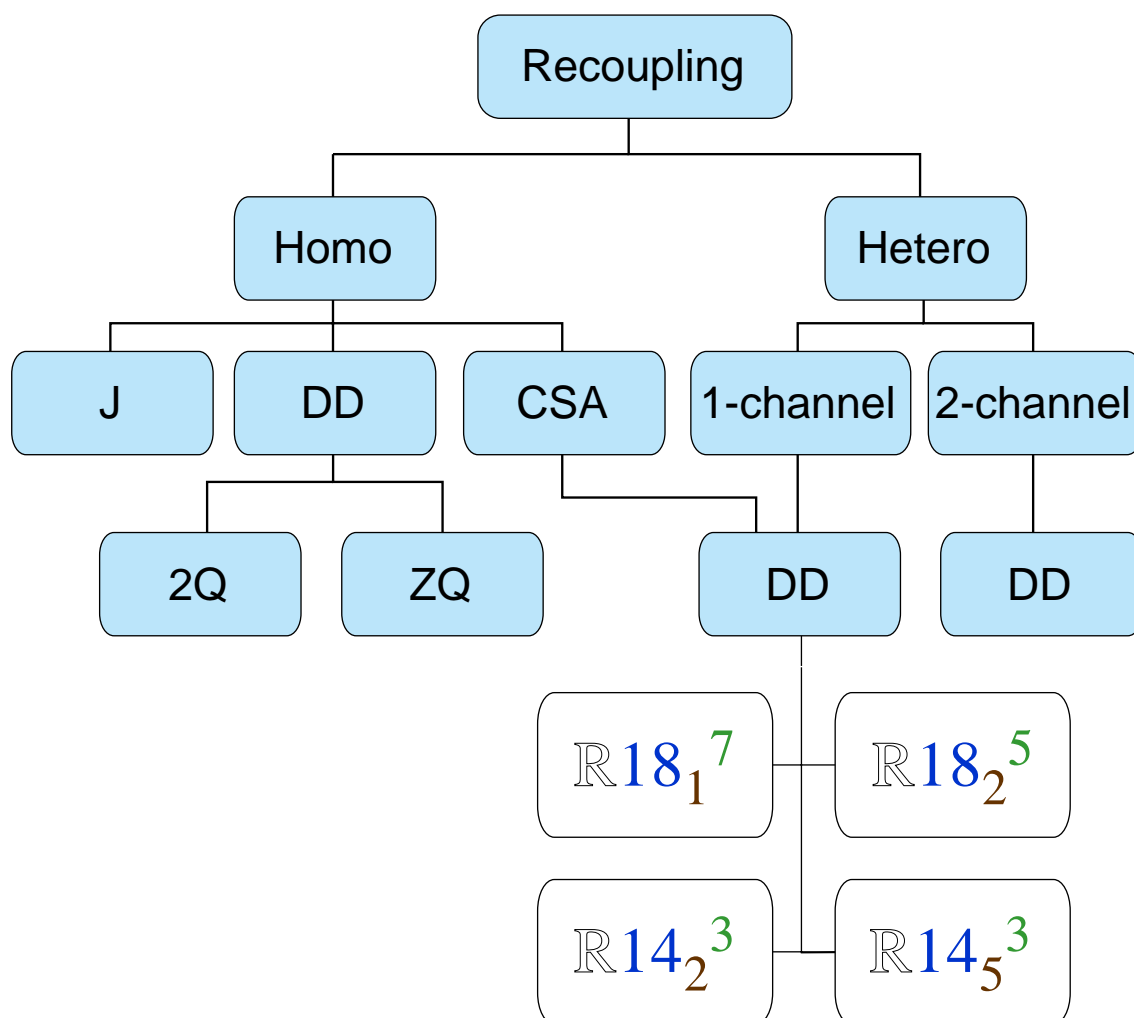 Recoupling
Homo Hetero
J DD CSA 1-channel 2-channel
2Q ZQ DD DD
ℝ18₁⁷ ℝ18₂⁵
ℝ14₂³ ℝ14₅³